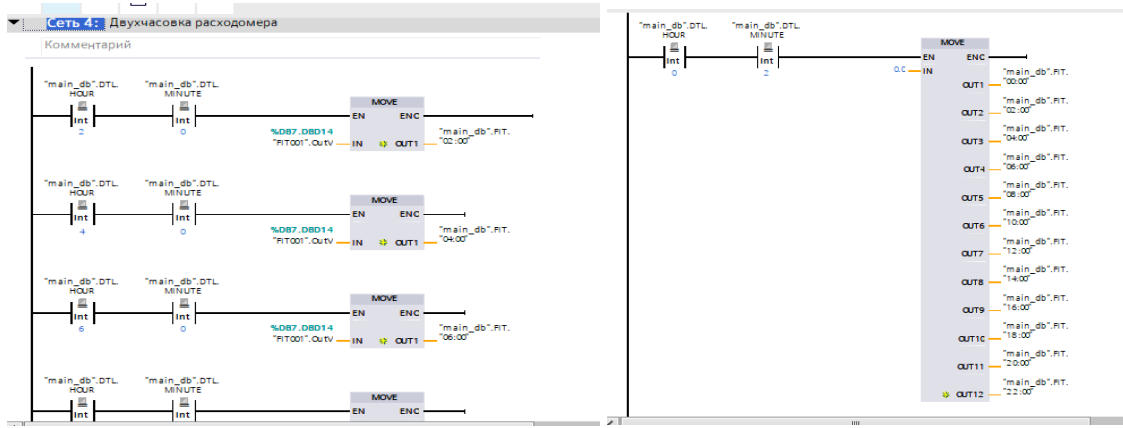 Сеть 4: Двухчасовка расходомера
Комментарий
"main_db".DTL. "main_db".DTL.
HOUR MINUTE
== ==
Int Int
2 0
MOVE
EN ENO
%DB7.DBD14
"FIT001".OutV IN OUT1
"main_db".FIT.
"02:00"
"main_db".DTL. "main_db".DTL.
HOUR MINUTE
== ==
Int Int
4 0
MOVE
EN ENO
%DB7.DBD14
"FIT001".OutV IN OUT1
"main_db".FIT.
"04:00"
"main_db".DTL. "main_db".DTL.
HOUR MINUTE
== ==
Int Int
6 0
MOVE
EN ENO
%DB7.DBD14
"FIT001".OutV IN OUT1
"main_db".FIT.
"06:00"
"main_db".DTL. "main_db".DTL.
HOUR MINUTE
== ==
Int Int
MOVE
EN ENO
"main_db".DTL. "main_db".DTL.
HOUR MINUTE
== ==
Int Int
0 2
MOVE
EN ENO
0.0 IN
OUT1 "main_db".FIT.
"00:00"
OUT2 "main_db".FIT.
"02:00"
OUT3 "main_db".FIT.
"04:00"
OUT4 "main_db".FIT.
"06:00"
OUT5 "main_db".FIT.
"08:00"
OUT6 "main_db".FIT.
"10:00"
OUT7 "main_db".FIT.
"12:00"
OUT8 "main_db".FIT.
"14:00"
OUT9 "main_db".FIT.
"16:00"
OUT10 "main_db".FIT.
"18:00"
OUT11 "main_db".FIT.
"20:00"
OUT12 "main_db".FIT.
"22:00"